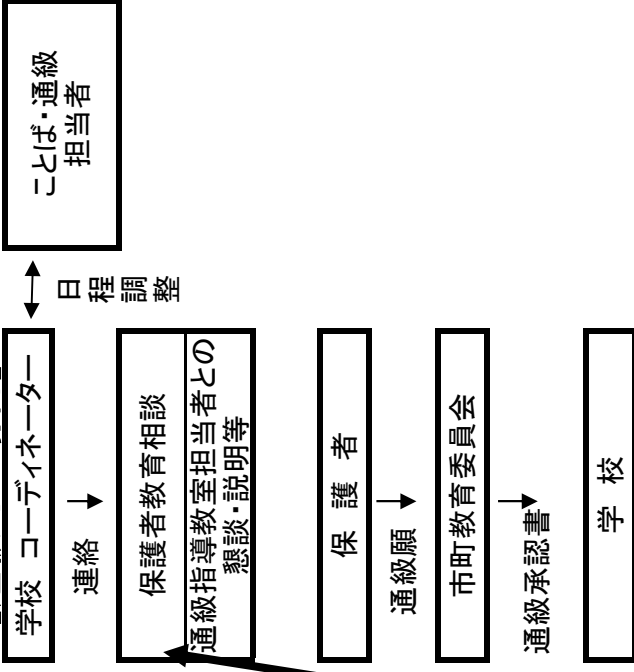 学校 コーディネーター
日程調整
ことば・通級
担当者
連絡
保護者教育相談
通級指導教室担当者との
懇談・説明等
保 護 者
通級願
市町教育委員会
通級承認書
学 校